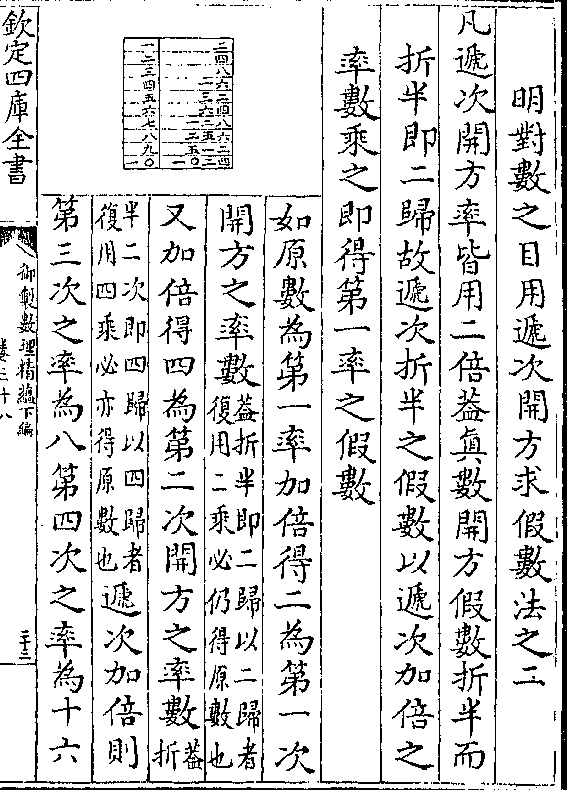 明對數之目用遞次開方求假數法之二
凡遞次開方率皆用二倍葢真數開方假數折半而
折半即二歸故遞次折半之假數以遞次加倍之
率數乘之即得第一率之假數
如原數為第一率加倍得二為第一次
開方之率數葢折半即二歸以二歸者復用二乘必仍得原數也
又加倍得四為第二次開方之率數葢折
半二次即四歸以四歸者復用四乘必亦得原數也遞次加倍則
第三次之率為八第四次之率為十六
欽定四庫全書
御製數理精蘊下編
卷三十八